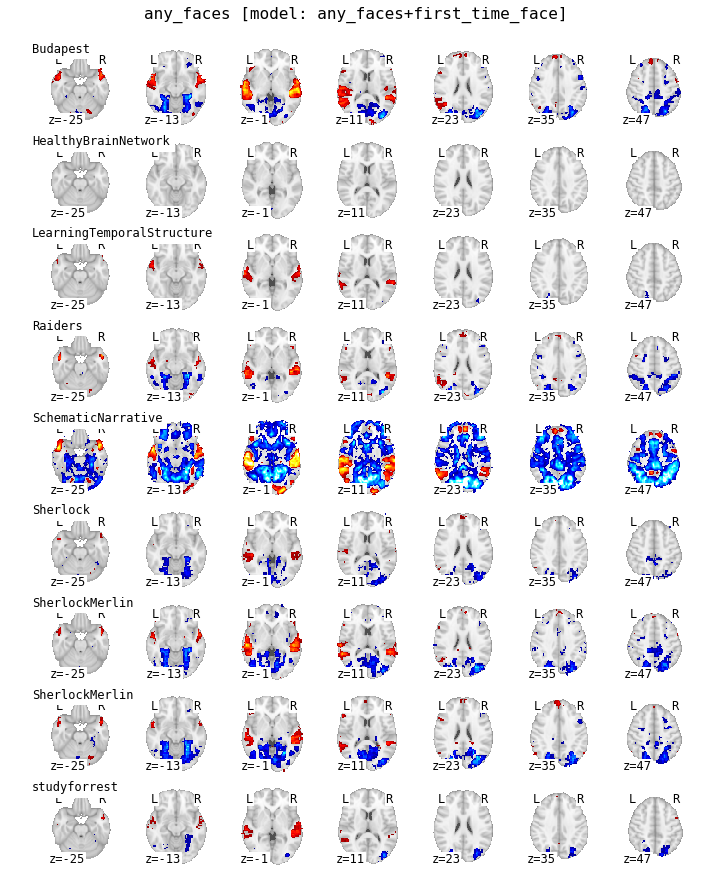 any_faces [model: any_faces+first_time_face]
Budapest
L R L R L R L R L R L R L R
z=-25 z=-13 z=-1 z=11 z=23 z=35 z=47
HealthyBrainNetwork
R L R L R L R L R L R
z=-25 z=-13 z=-1 z=11 z=23 z=35 z=47
LearningTemporalStructure
L R L R L R L R L R L R L R
z=-25 z=-13 z=-1 z=11 z=23 z=35 z=47
Raiders
L R L R L R L R L R L R L R
z=-25 z=-13 z=-1 z=11 z=23 z=35 z=47
SchematicNarrative
L R L R L R L R L R L R L R
z=-25 z=-13 z=-1 z=11 z=23 z=35 z=47
Sherlock
L R L R L R L R L R L R L R
z=-25 z=-13 z=-1 z=11 z=23 z=35 z=47
SherlockMerlin
L R L R L R L R L R L R L R
z=-25 z=-13 z=-1 z=11 z=23 z=35 z=47
SherlockMerlin
L R L R L R L R L R L R L R
z=-25 z=-13 z=-1 z=11 z=23 z=35 z=47
studyforrest
L R L R L R L R L R L R L R
z=-25 z=-13 z=-1 z=11 z=23 z=35 z=47